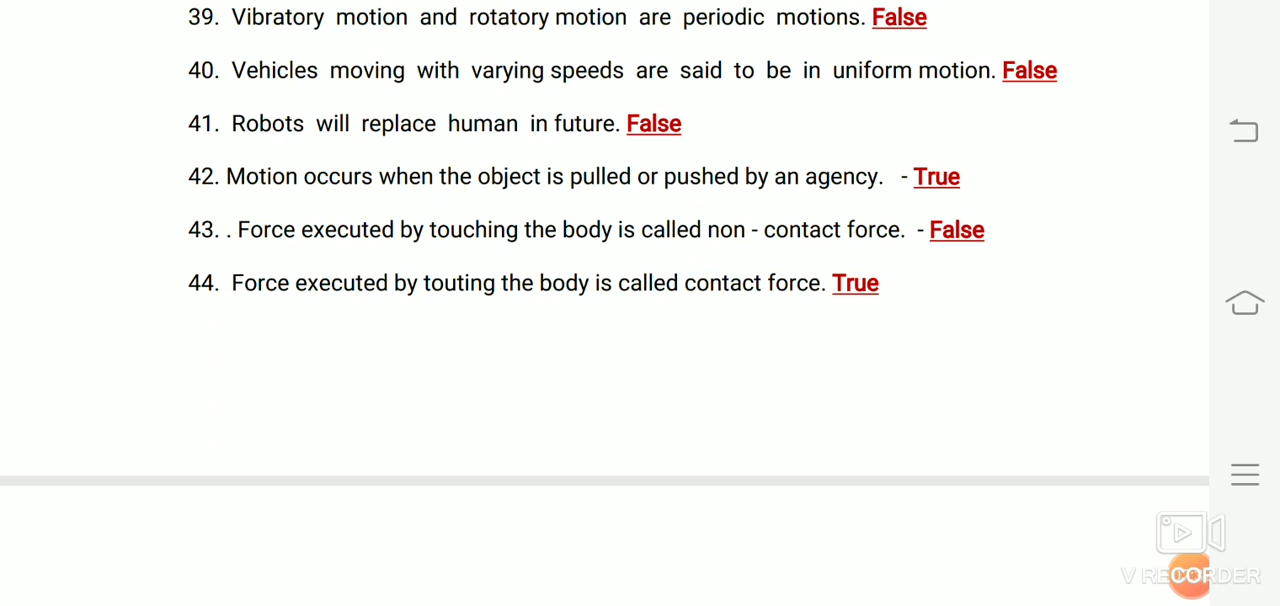 39. Vibratory motion and rotatory motion are periodic motions. False
40. Vehicles moving with varying speeds are said to be in uniform motion. False
41. Robots will replace human in future. False
42. Motion occurs when the object is pulled or pushed by an agency. - True
43. . Force executed by touching the body is called non - contact force. - False
44. Force executed by touting the body is called contact force. True
V RECORDER